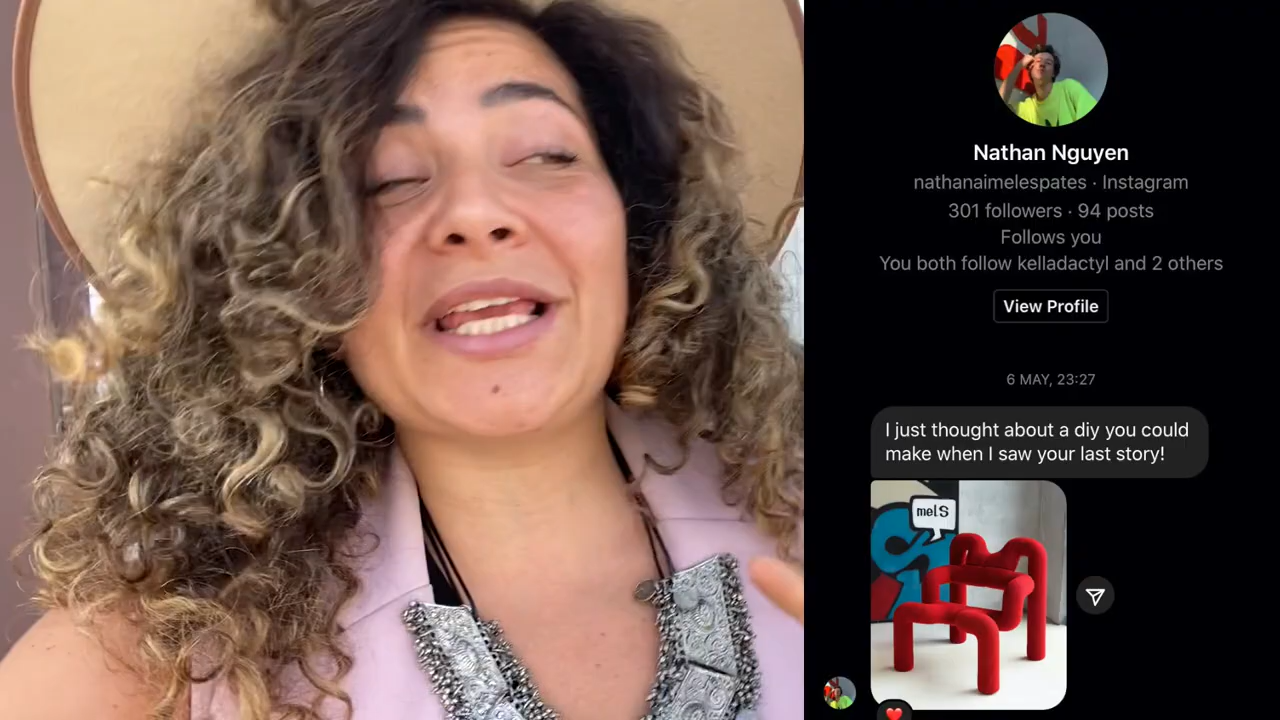 Nathan Nguyen
nathanaimelespates · Instagram
301 followers · 94 posts
Follows you
You both follow kelladactyl and 2 others
View Profile
6 MAY, 23:27
I just thought about a diy you could
make when I saw your last story!
melS